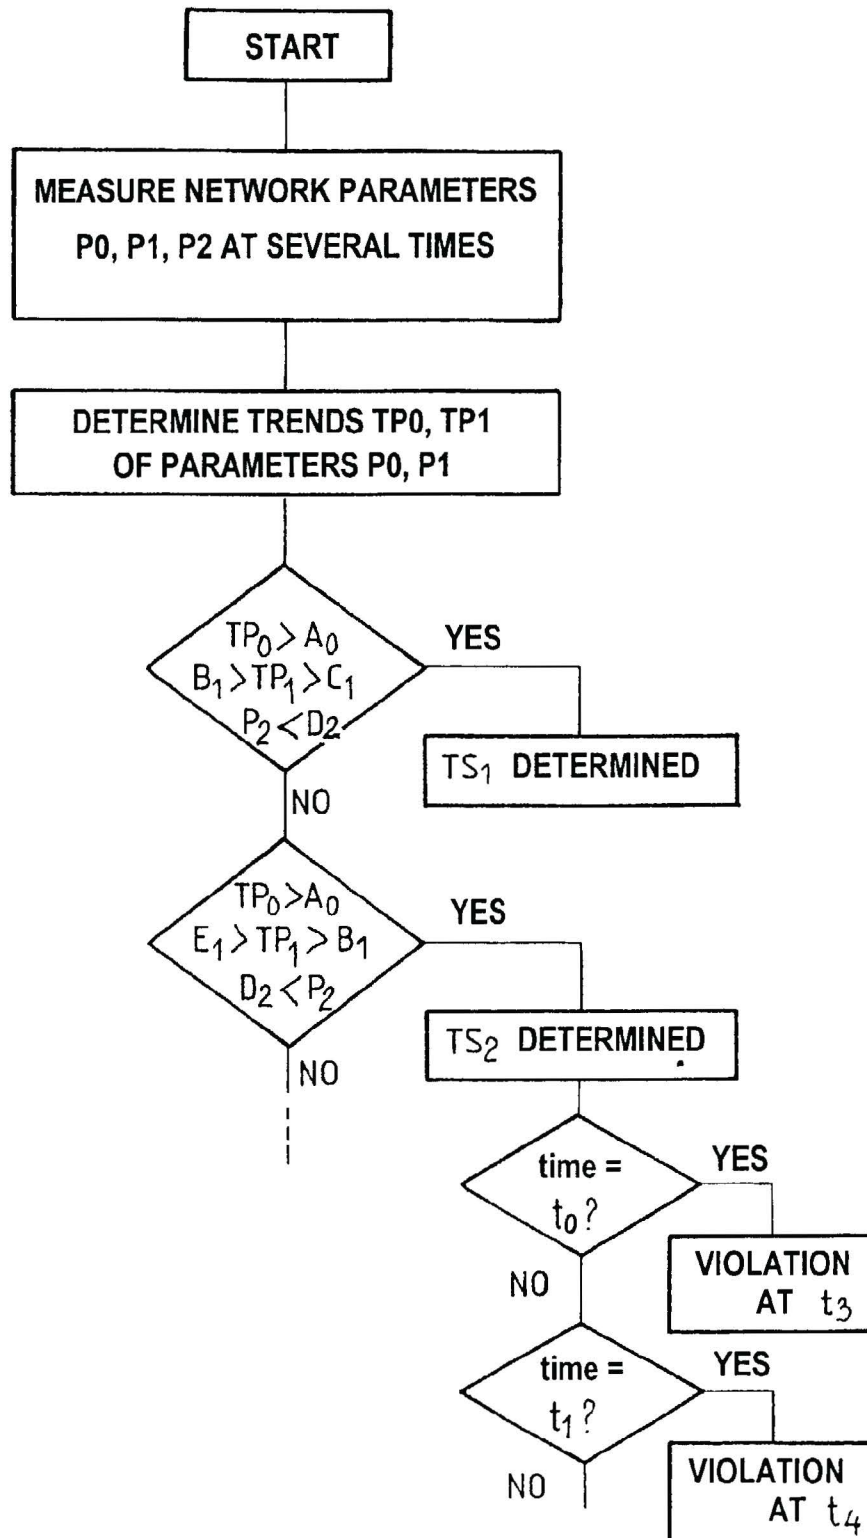 START
MEASURE NETWORK PARAMETERS
P0, P1, P2 AT SEVERAL TIMES
DETERMINE TRENDS TP0, TP1
OF PARAMETERS P0, P1
TP₀ > A₀
B₁ > TP₁ > C₁
P₂ < D₂
YES
TS₁ DETERMINED
NO
TP₀ > A₀
E₁ > TP₁ > B₁
D₂ < P₂
YES
TS₂ DETERMINED
NO
time =
t₀?
YES
VIOLATION
AT t₃
NO
time =
t₁?
YES
VIOLATION
AT t₄
NO